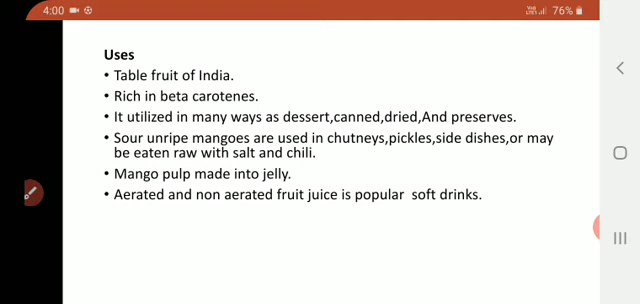 4:00 76%
Uses
• Table fruit of India.
• Rich in beta carotenes.
• It utilized in many ways as dessert,canned,dried,And preserves.
• Sour unripe mangoes are used in chutneys,pickles,side dishes,or may
be eaten raw with salt and chili.
• Mango pulp made into jelly.
• Aerated and non aerated fruit juice is popular  soft drinks.